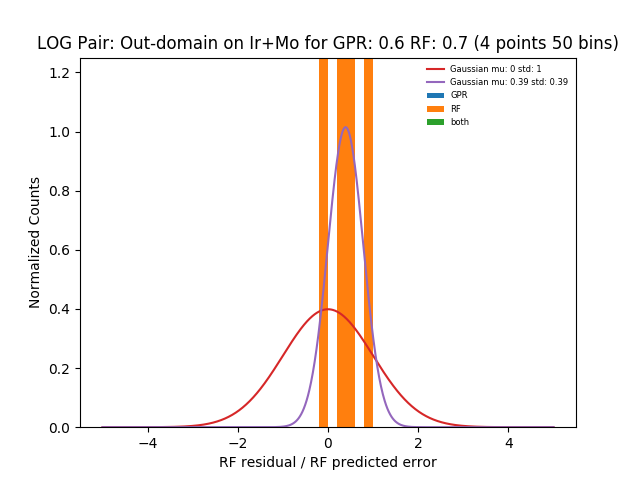 LOG Pair: Out-domain on Ir+Mo for GPR: 0.6 RF: 0.7 (4 points 50 bins)
Gaussian mu: 0 std: 1
Gaussian mu: 0.39 std: 0.39
GPR
RF
both
Normalized Counts
1.2
1.0
0.8
0.6
0.4
0.2
0.0
−4 −2 0 2 4
RF residual / RF predicted error